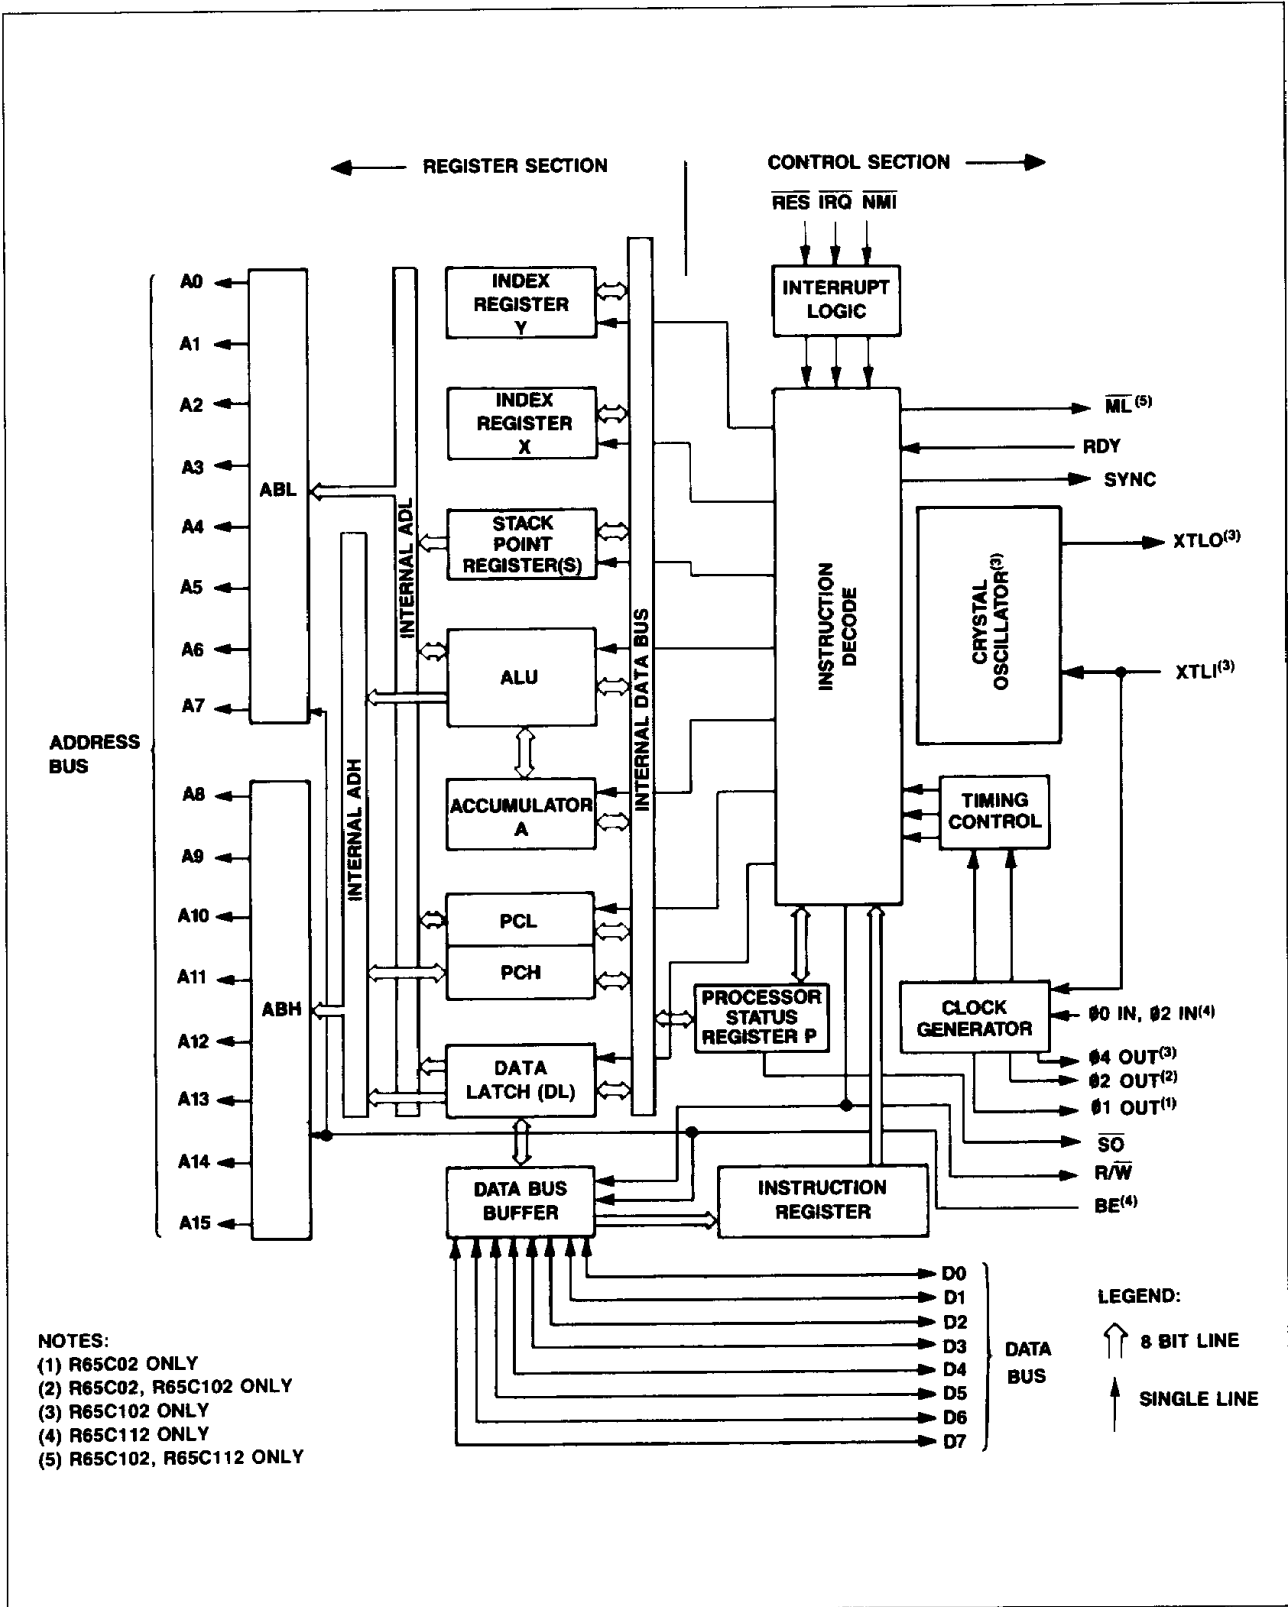 REGISTER SECTION
CONTROL SECTION
RES IRQ NMI
A0
A1
A2
A3
A4
A5
A6
A7
ADDRESS
BUS
A8
A9
A10
A11
A12
A13
A14
A15
ABL
ABH
INTERNAL ADH
INTERNAL ADL
INDEX
REGISTER
Y
INDEX
REGISTER
X
STACK
POINT
REGISTER(S)
ALU
ACCUMULATOR
A
PCL
PCH
DATA
LATCH (DL)
DATA BUS
BUFFER
INTERNAL DATA BUS
INTERRUPT
LOGIC
INSTRUCTION
DECODE
PROCESSOR
STATUS
REGISTER P
INSTRUCTION
REGISTER
CRYSTAL
OSCILLATOR(3)
TIMING
CONTROL
CLOCK
GENERATOR
ML(5)
RDY
SYNC
XTLO(3)
XTLI(3)
Ø0 IN, Ø2 IN(4)
Ø4 OUT(3)
Ø2 OUT(2)
Ø1 OUT(1)
SO
R/W
BE(4)
D0
D1
D2
D3
D4
D5
D6
D7
DATA
BUS
LEGEND:
8 BIT LINE
SINGLE LINE
NOTES:
(1) R65C02 ONLY
(2) R65C02, R65C102 ONLY
(3) R65C102 ONLY
(4) R65C112 ONLY
(5) R65C102, R65C112 ONLY